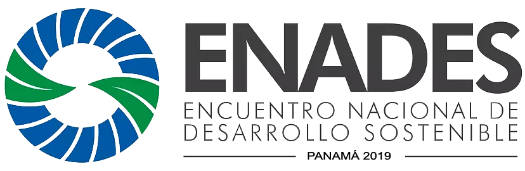 ENADES
ENCUENTRO NACIONAL DE
DESARROLLO SOSTENIBLE
PANAMÁ 2019